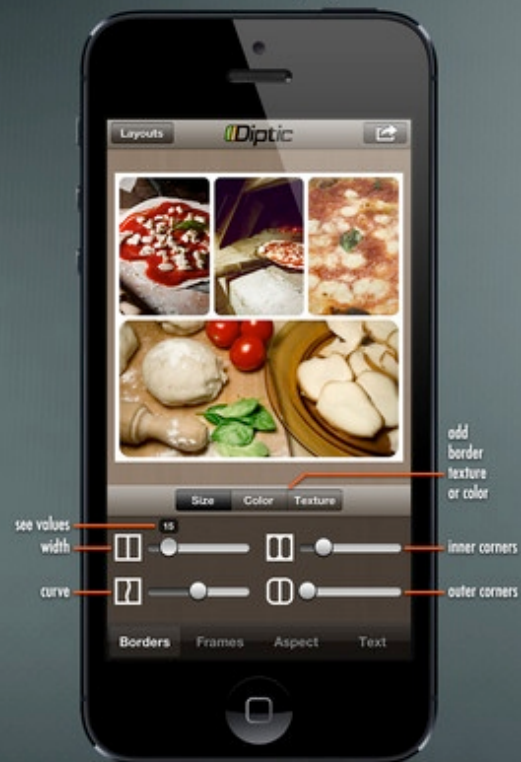 Layouts
Diptic
add
border
texture
or color
Size Color Texture
see values
15
width
inner corners
curve
outer corners
Borders Frames Aspect Text